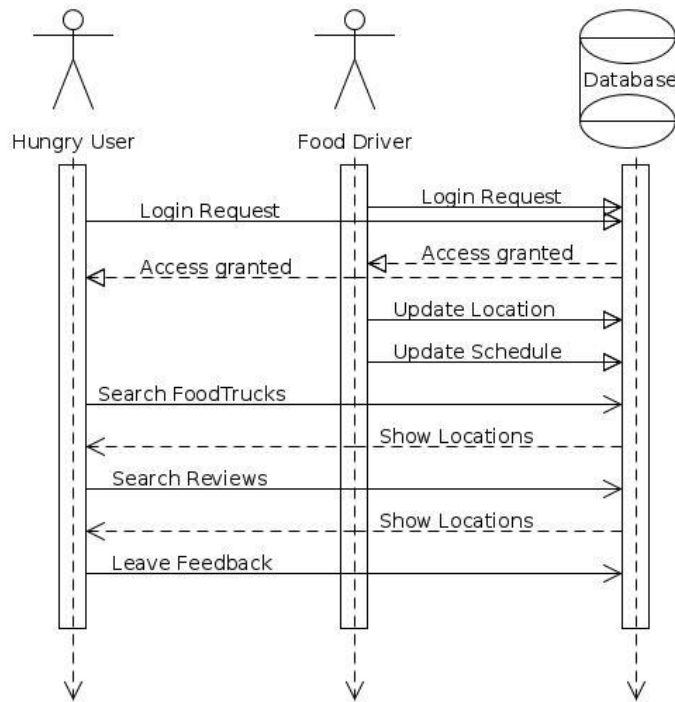 Database
Hungry User
Food Driver
Login Request
Login Request
Access granted
Access granted
Update Location
Update Schedule
Search FoodTrucks
Show Locations
Search Reviews
Show Locations
Leave Feedback